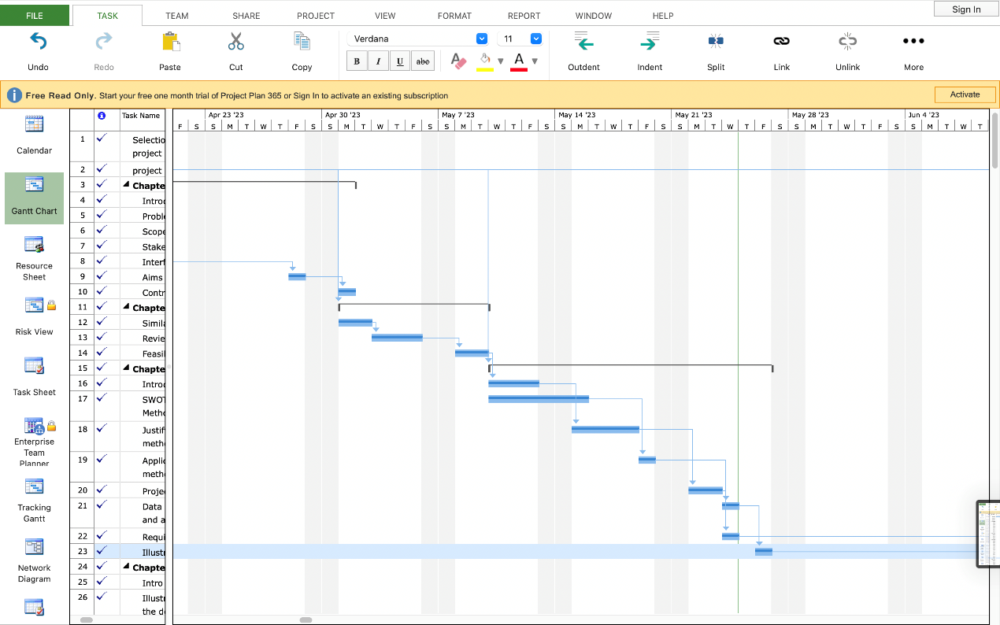 FILE TASK TEAM SHARE PROJECT VIEW FORMAT REPORT WINDOW HELP Sign In
Verdana 11
B I U abc A A
Undo Redo Paste Cut Copy Outdent Indent Split Link Unlink More
Free Read Only. Start your free one month trial of Project Plan 365 or Sign In to activate an existing subscription Activate
Calendar
Gantt Chart
Resource
Sheet
Risk View
Task Sheet
Enterprise
Team
Planner
Tracking
Gantt
Network
Diagram
Task Name
1 Selectio
project
2 project
3 Chapte
4 Introd
5 Proble
6 Scope
7 Stake
8 Interf
9 Aims
10 Contr
11 Chapte
12 Simila
13 Revie
14 Feasil
15 Chapte
16 Introd
17 SWOT
Metho
18 Justif
meth
19 Applic
meth
20 Projec
21 Data
and a
22 Requi
23 Illustr
24 Chapte
25 Intro
26 Illustr
the d
Apr 23 '23 Apr 30 '23 May 7 '23 May 14 '23 May 21 '23 May 28 '23 Jun 4 '23
F S S M T W T F S S M T W T F S S M T W T F S S M T W T F S S M T W T F S S M T W T F S S M T W T